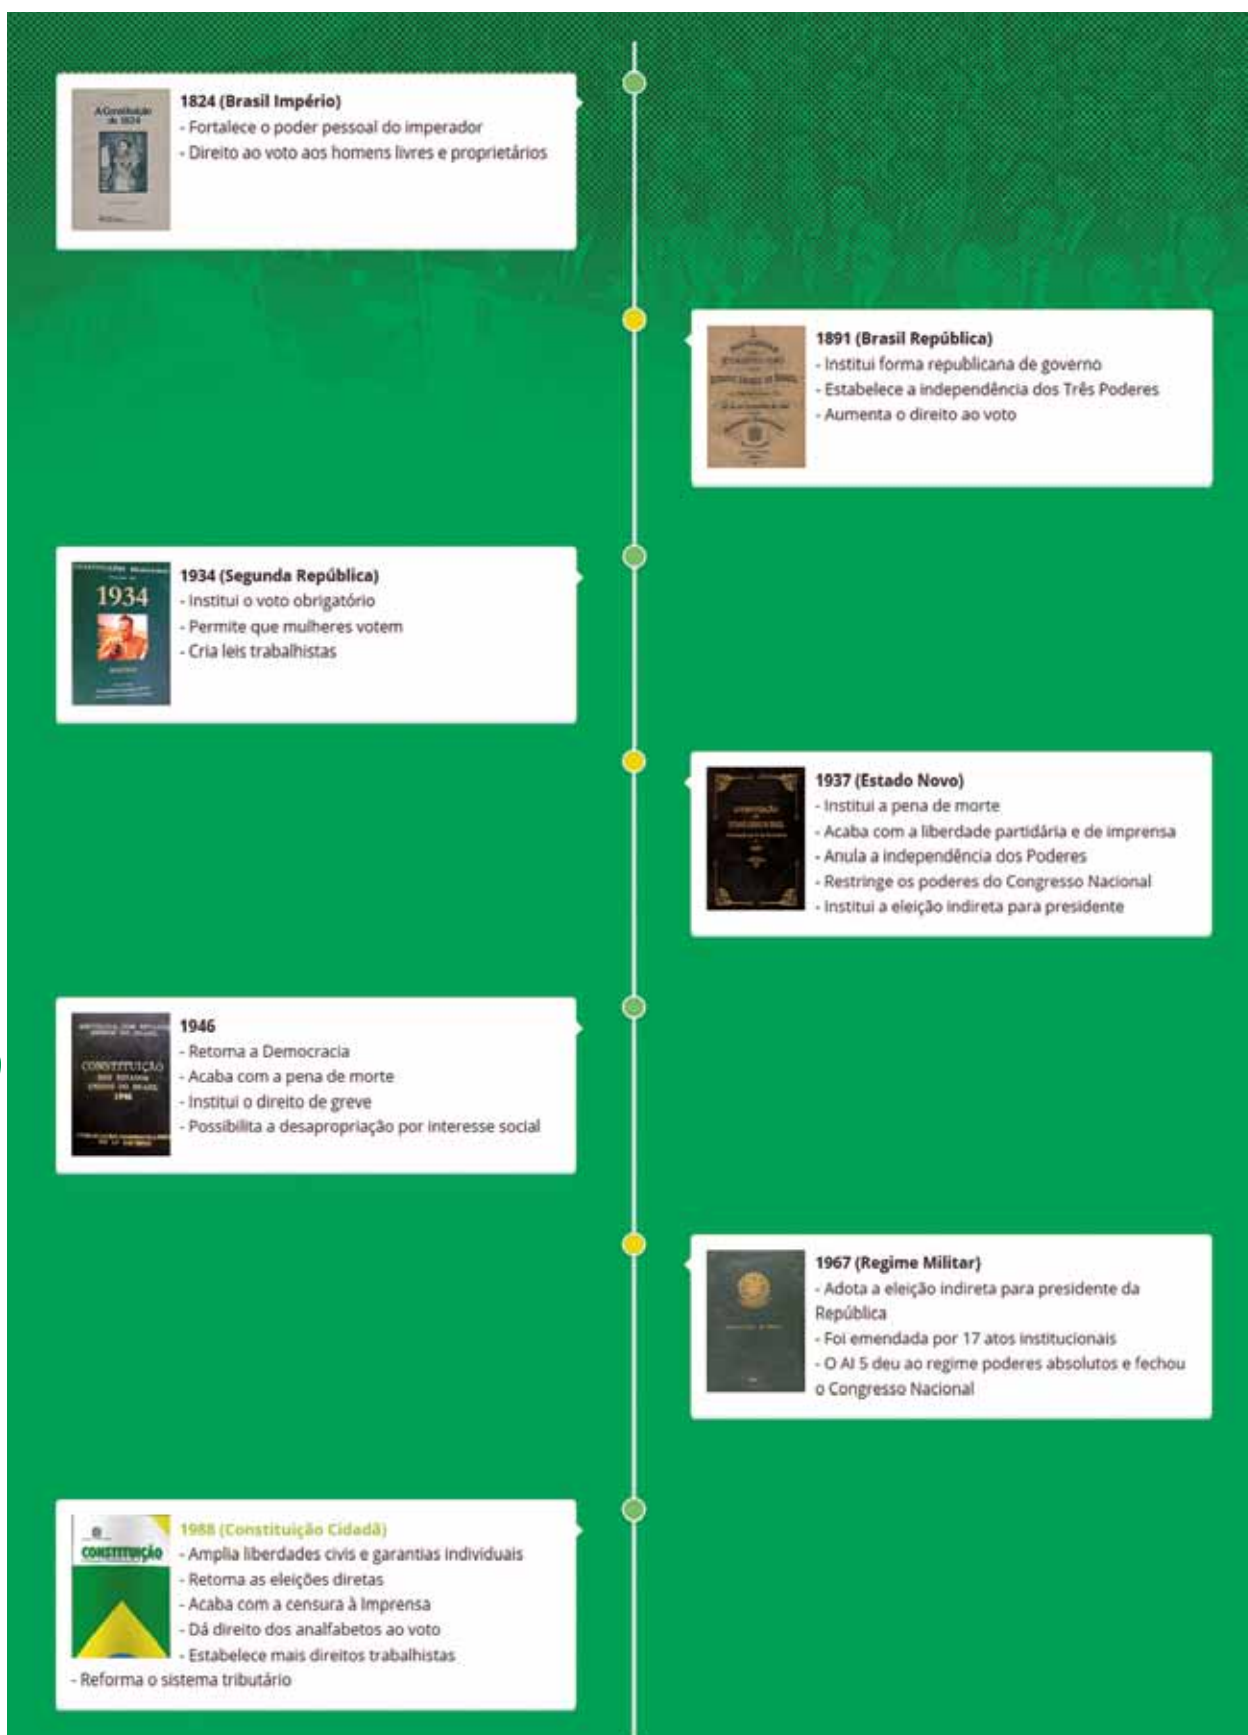 A Constituição
de 1824
1824 (Brasil Império)
- Fortalece o poder pessoal do imperador
- Direito ao voto aos homens livres e proprietários
1891 (Brasil República)
- Institui forma republicana de governo
- Estabelece a independência dos Três Poderes
- Aumenta o direito ao voto
1934
1934 (Segunda República)
- Institui o voto obrigatório
- Permite que mulheres votem
- Cria leis trabalhistas
1937 (Estado Novo)
- Institui a pena de morte
- Acaba com a liberdade partidária e de imprensa
- Anula a independência dos Poderes
- Restringe os poderes do Congresso Nacional
- Institui a eleição indireta para presidente
CONSTITUIÇÃO
DOS ESTADOS
UNIDOS DO BRASIL
1946
1946
- Retoma a Democracia
- Acaba com a pena de morte
- Institui o direito de greve
- Possibilita a desapropriação por interesse social
1967 (Regime Militar)
- Adota a eleição indireta para presidente da
República
- Foi emendada por 17 atos institucionais
- O AI 5 deu ao regime poderes absolutos e fechou
o Congresso Nacional
CONSTITUIÇÃO
1988 (Constituição Cidadã)
- Amplia liberdades civis e garantias individuais
- Retoma as eleições diretas
- Acaba com a censura à Imprensa
- Dá direito dos analfabetos ao voto
- Estabelece mais direitos trabalhistas
- Reforma o sistema tributário